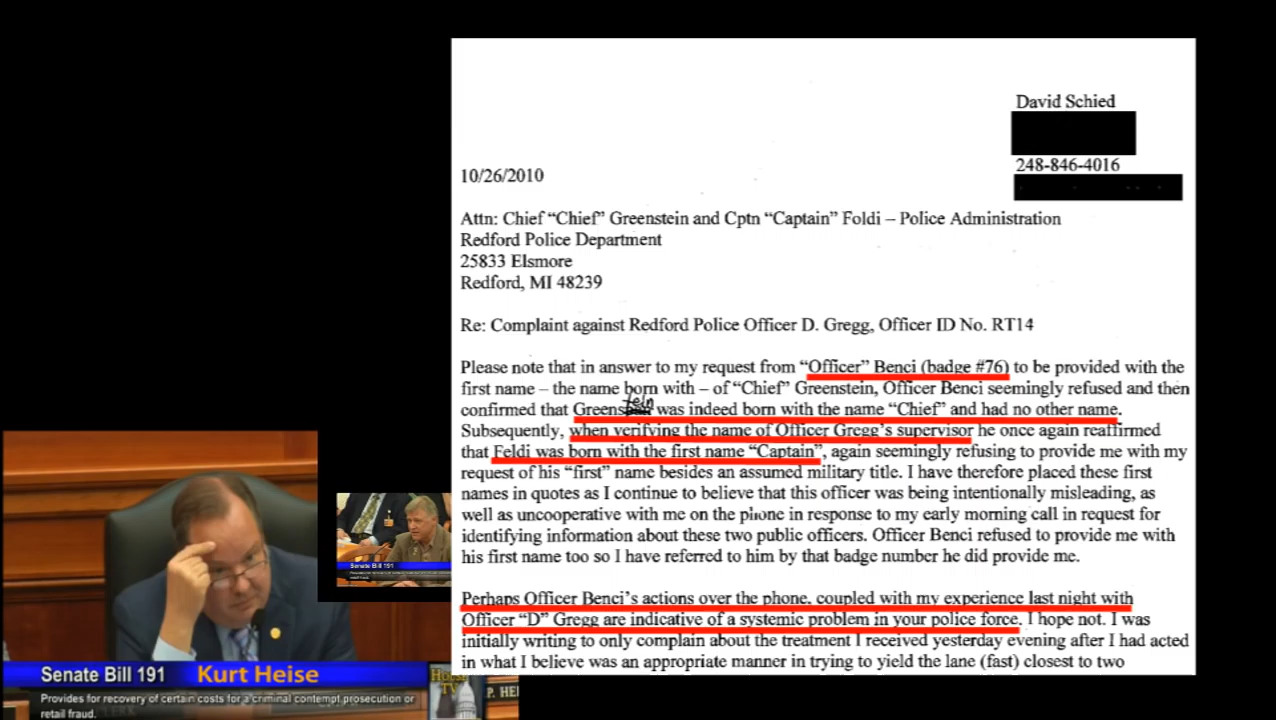 David Schied
248-846-4016
10/26/2010
Attn: Chief “Chief” Greenstein and Cptn “Captain” Foldi – Police Administration
Redford Police Department
25833 Elsmore
Redford, MI 48239
Re: Complaint against Redford Police Officer D. Gregg, Officer ID No. RT14
Please note that in answer to my request from “Officer” Benci (badge #76) to be provided with the
first name – the name born with – of “Chief” Greenstein, Officer Benci seemingly refused and then
tein
confirmed that Greens was indeed born with the name “Chief” and had no other name.
Subsequently, when verifying the name of Officer Gregg’s supervisor he once again reaffirmed
that Feldi was born with the first name “Captain”, again seemingly refusing to provide me with my
request of his “first” name besides an assumed military title. I have therefore placed these first
names in quotes as I continue to believe that this officer was being intentionally misleading, as
well as uncooperative with me on the phone in response to my early morning call in request for
identifying information about these two public officers. Officer Benci refused to provide me with
his first name too so I have referred to him by that badge number he did provide me.
Perhaps Officer Benci’s actions over the phone, coupled with my experience last night with
Officer “D” Gregg are indicative of a systemic problem in your police force. I hope not. I was
initially writing to only complain about the treatment I received yesterday evening after I had acted
in what I believe was an appropriate manner in trying to yield the lane (fast) closest to two
Senate Bill 191
Senate Bill 191 Kurt Heise
Provides for recovery of certain costs for a criminal contempt prosecution or
retail fraud.
House
TV
P. HEI